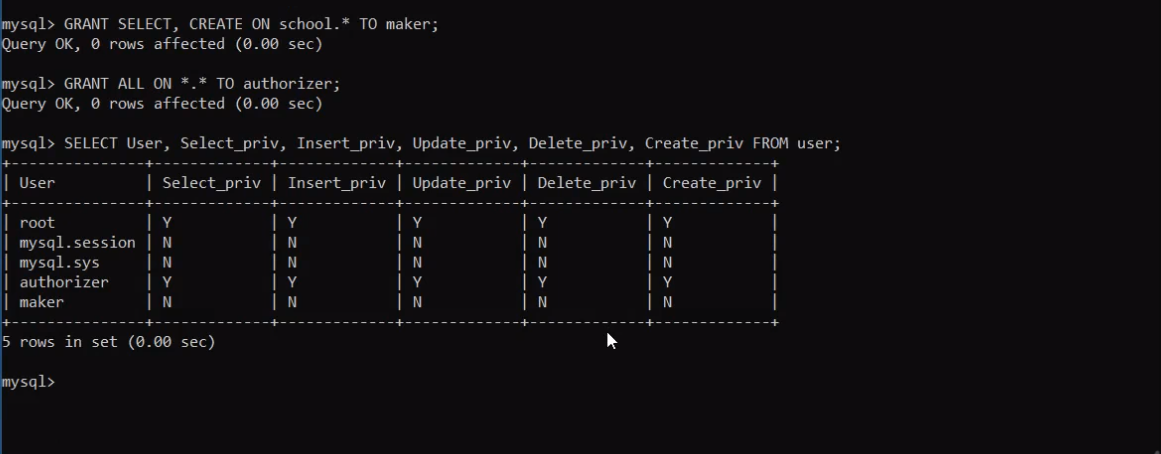 mysql> GRANT SELECT, CREATE ON school.* TO maker;
Query OK, 0 rows affected (0.00 sec)
mysql> GRANT ALL ON *.* TO authorizer;
Query OK, 0 rows affected (0.00 sec)
mysql> SELECT User, Select_priv, Insert_priv, Update_priv, Delete_priv, Create_priv FROM user;
+---------------+-------------+-------------+-------------+-------------+-------------+
| User          | Select_priv | Insert_priv | Update_priv | Delete_priv | Create_priv |
+---------------+-------------+-------------+-------------+-------------+-------------+
| root          | Y           | Y           | Y           | Y           | Y           |
| mysql.session | N           | N           | N           | N           | N           |
| mysql.sys     | N           | N           | N           | N           | N           |
| authorizer    | Y           | Y           | Y           | Y           | Y           |
| maker         | N           | N           | N           | N           | N           |
+---------------+-------------+-------------+-------------+-------------+-------------+
5 rows in set (0.00 sec)
mysql>